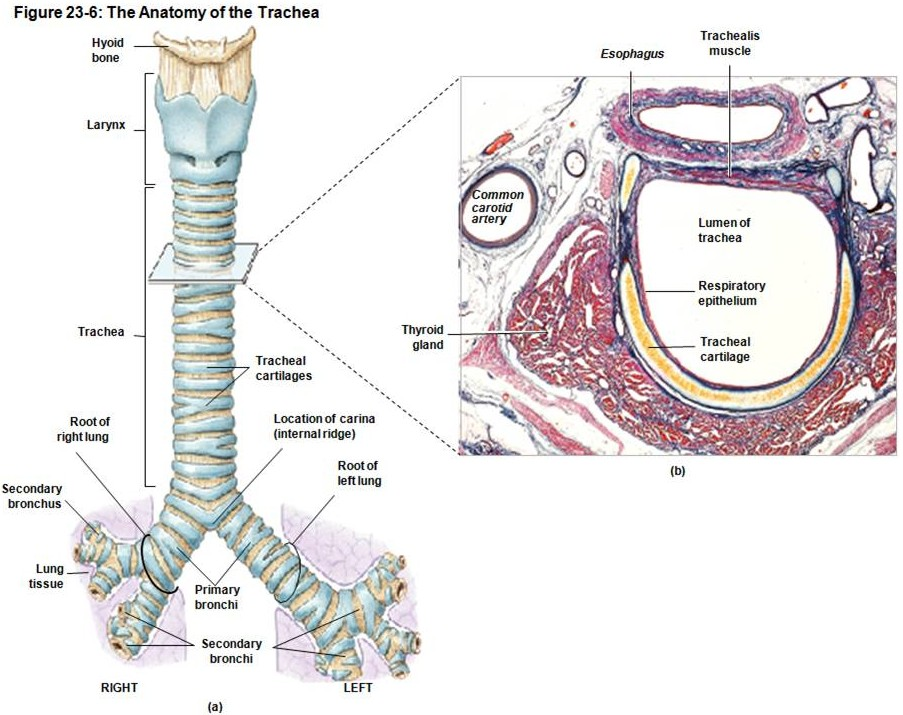 Figure 23-6: The Anatomy of the Trachea
Hyoid
bone
Larynx
Trachea
Tracheal
cartilages
Location of carina
(internal ridge)
Root of
right lung
Root of
left lung
Secondary
bronchus
Lung
tissue
Primary
bronchi
Secondary
bronchi
RIGHT
LEFT
(a)
Esophagus
Trachealis
muscle
Common
carotid
artery
Lumen of
trachea
Respiratory
epithelium
Thyroid
gland
Tracheal
cartilage
(b)